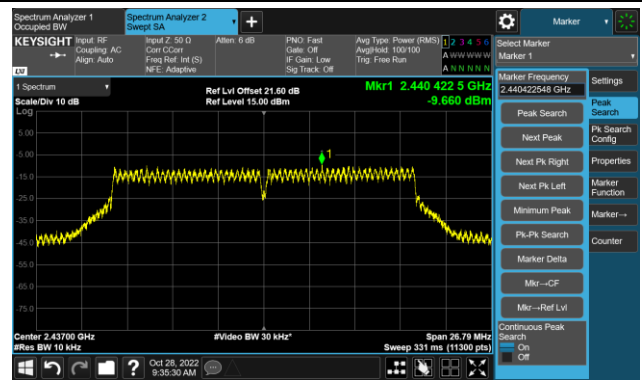 Spectrum Analyzer 1
Occupied BW
Spectrum Analyzer 2
Swept SA
Marker
KEYSIGHT
Input: RF
Coupling: AC
Align: Auto
Input Z: 50 Ω
Corr CCorr
Freq Ref: Int (S)
NFE: Adaptive
Atten: 6 dB
PNO: Fast
Gate: Off
IF Gain: Low
Sig Track: Off
Avg Type: Power (RMS)
Avg|Hold: 100/100
Trig: Free Run
1 2 3 4 5 6
A W W W W W
A N N N N N
LXI
Select Marker
Marker 1
1 Spectrum
Scale/Div 10 dB
Log
Ref Lvl Offset 21.60 dB
Ref Level 15.00 dBm
Mkr1 2.440 422 5 GHz
-9.660 dBm
5.00
-5.00
-15.0
-25.0
-35.0
-45.0
-55.0
-65.0
-75.0
1
Center 2.43700 GHz
#Res BW 10 kHz
#Video BW 30 kHz*
Span 26.79 MHz
Sweep 331 ms (11300 pts)
Marker Frequency
2.440422548 GHz
Peak Search
Next Peak
Next Pk Right
Next Pk Left
Minimum Peak
Pk-Pk Search
Marker Delta
Mkr→CF
Mkr→Ref Lvl
Continuous Peak
Search
On
Off
Settings
Peak
Search
Pk Search
Config
Properties
Marker
Function
Marker→
Counter
?
Oct 28, 2022
9:35:30 AM